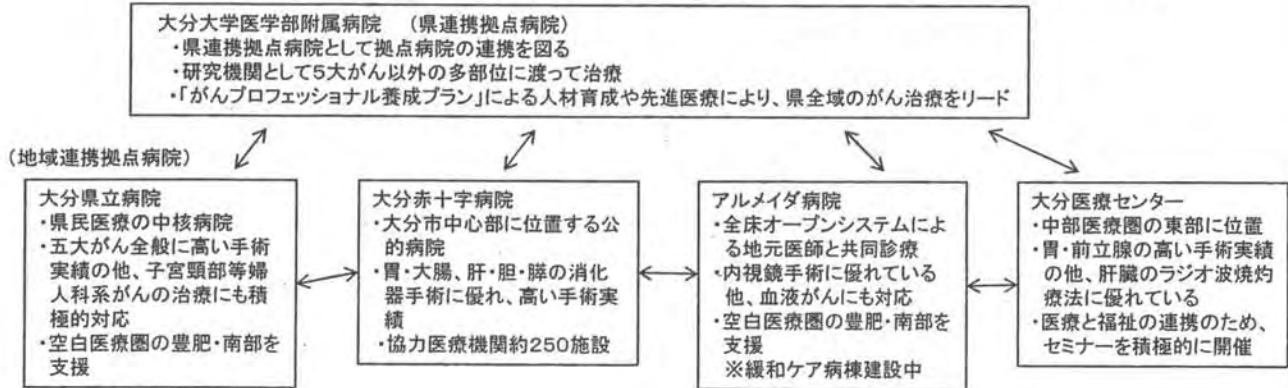 大分大学医学部附属病院　(県連携拠点病院)
・県連携拠点病院として拠点病院の連携を図る
・研究機関として5大がん以外の多部位に渡って治療
・「がんプロフェッショナル養成プラン」による人材育成や先進医療により、県全域のがん治療をリード
(地域連携拠点病院)
大分県立病院
・県民医療の中核病院
・五大がん全般に高い手術
実績の他、子宮頸部等婦
人科系がんの治療にも積
極的対応
・空白医療圏の豊肥・南部を
支援
大分赤十字病院
・大分市中心部に位置する公
的病院
・胃・大腸、肝・胆・膵の消化
器手術に優れ、高い手術実
績
・協力医療機関約250施設
アルメイダ病院
・全床オープンシステムによ
る地元医師と共同診療
・内視鏡手術に優れている
他、血液がんにも対応
・空白医療圏の豊肥・南部を
支援
※緩和ケア病棟建設中
大分医療センター
・中部医療圏の東部に位置
・胃・前立腺の高い手術実績
の他、肝臓のラジオ波焼灼
療法に優れている
・医療と福祉の連携のため、
セミナーを積極的に開催